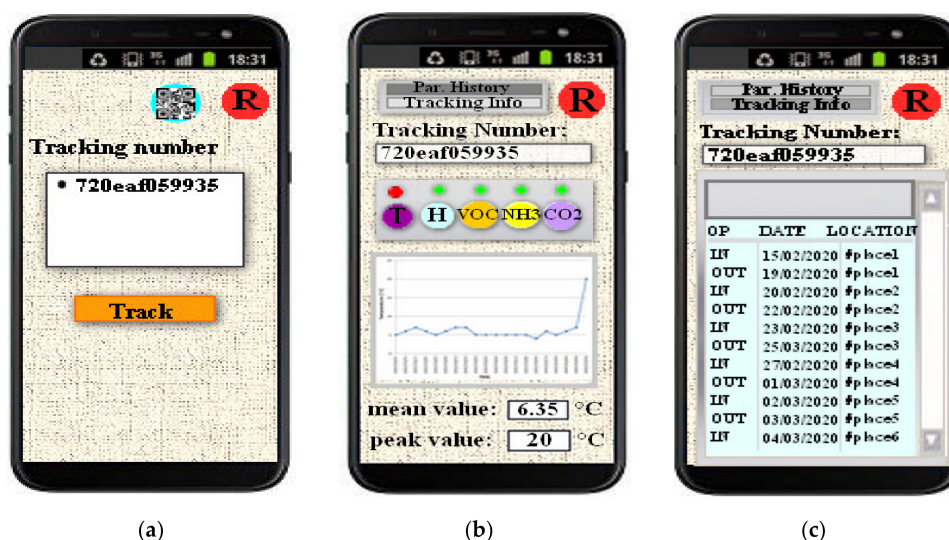 18:31
R
Tracking number
• 720eaf059935
Track
(a)
18:31
Par. History
Tracking Info
R
Tracking Number:
720eaf059935
T H VOC NH3 CO2
mean value: 6.35 °C
peak value: 20 °C
(b)
18:31
Par. History
Tracking Info
R
Tracking Number:
720eaf059935
OP DATE LOCATION
IN 15/02/2020 #place1
OUT 19/02/2020 #place1
IN 20/02/2020 #place2
OUT 22/02/2020 #place2
IN 23/02/2020 #place3
OUT 25/03/2020 #place3
IN 27/02/2020 #place4
OUT 01/03/2020 #place4
IN 02/03/2020 #place5
OUT 03/03/2020 #place5
IN 04/03/2020 #place6
(c)